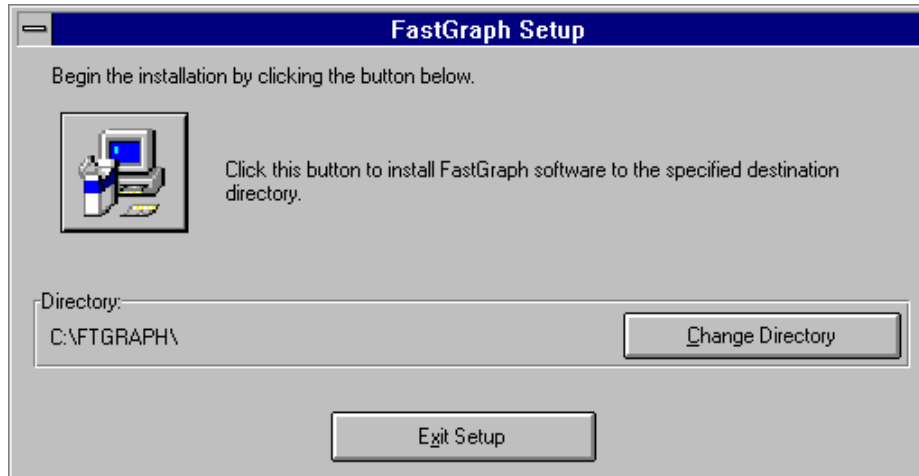 FastGraph Setup
Begin the installation by clicking the button below.
Click this button to install FastGraph software to the specified destination
directory.
Directory:
C:\FTGRAPH\
Change Directory
Exit Setup